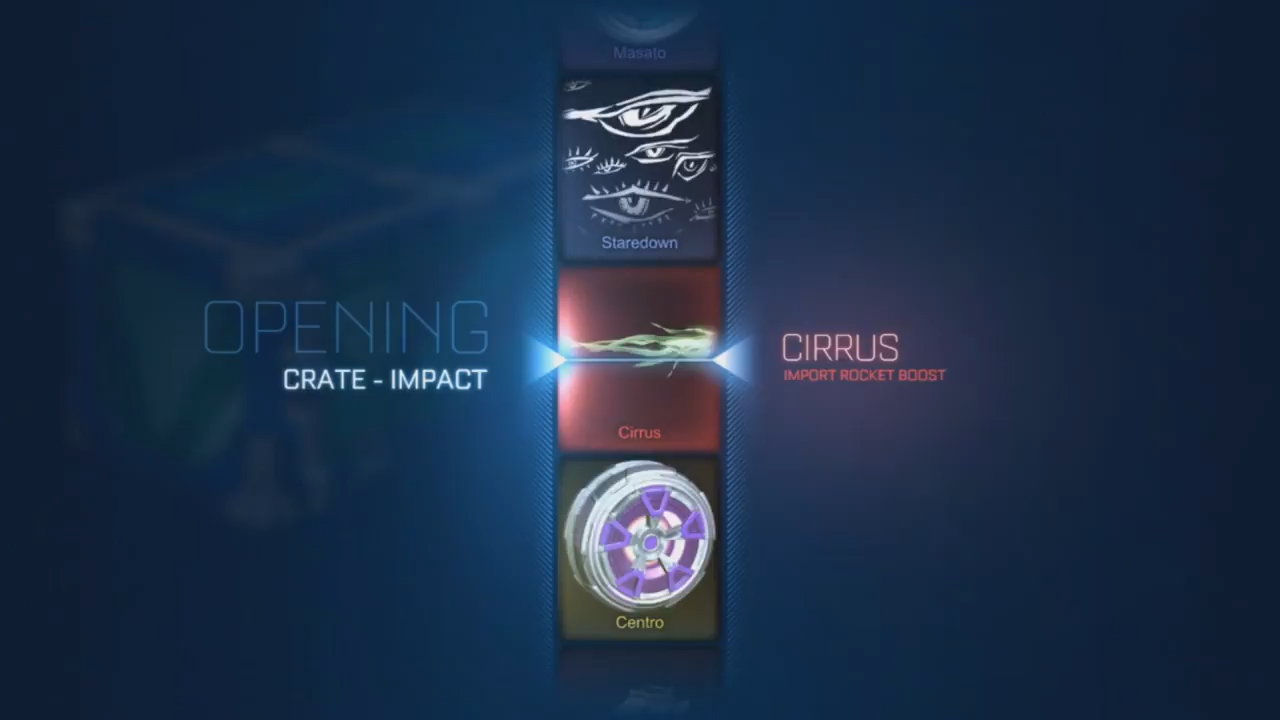 Masato
Staredown
OPENING
CRATE - IMPACT
CIRRUS
IMPORT ROCKET BOOST
Cirrus
Centro